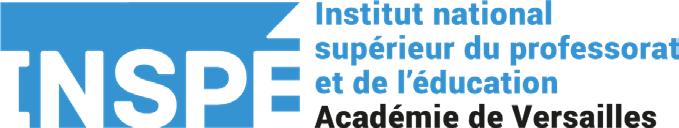 INSPÉ
Institut national
supérieur du professorat
et de l'éducation
Académie de Versailles